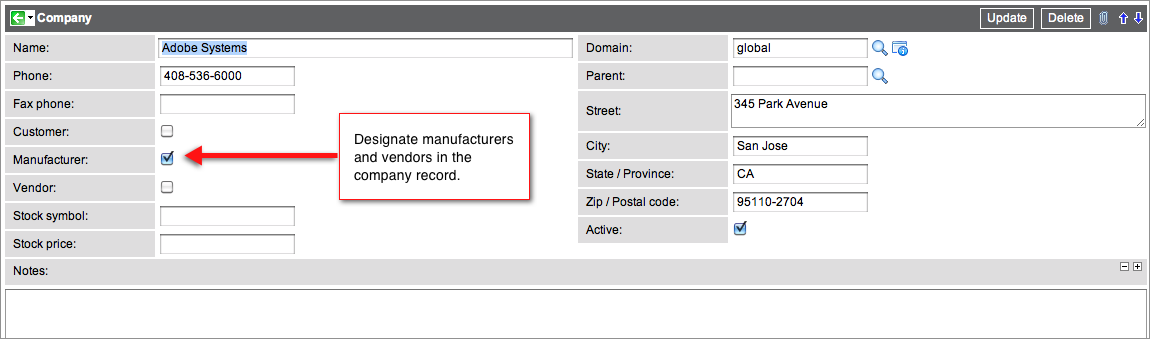 Company
Update
Delete
Name:
Adobe Systems
Phone:
408-536-6000
Fax phone:
Customer:
Manufacturer:
Vendor:
Stock symbol:
Stock price:
Designate manufacturers
and vendors in the
company record.
Domain:
global
Parent:
Street:
345 Park Avenue
City:
San Jose
State / Province:
CA
Zip / Postal code:
95110-2704
Active:
Notes: